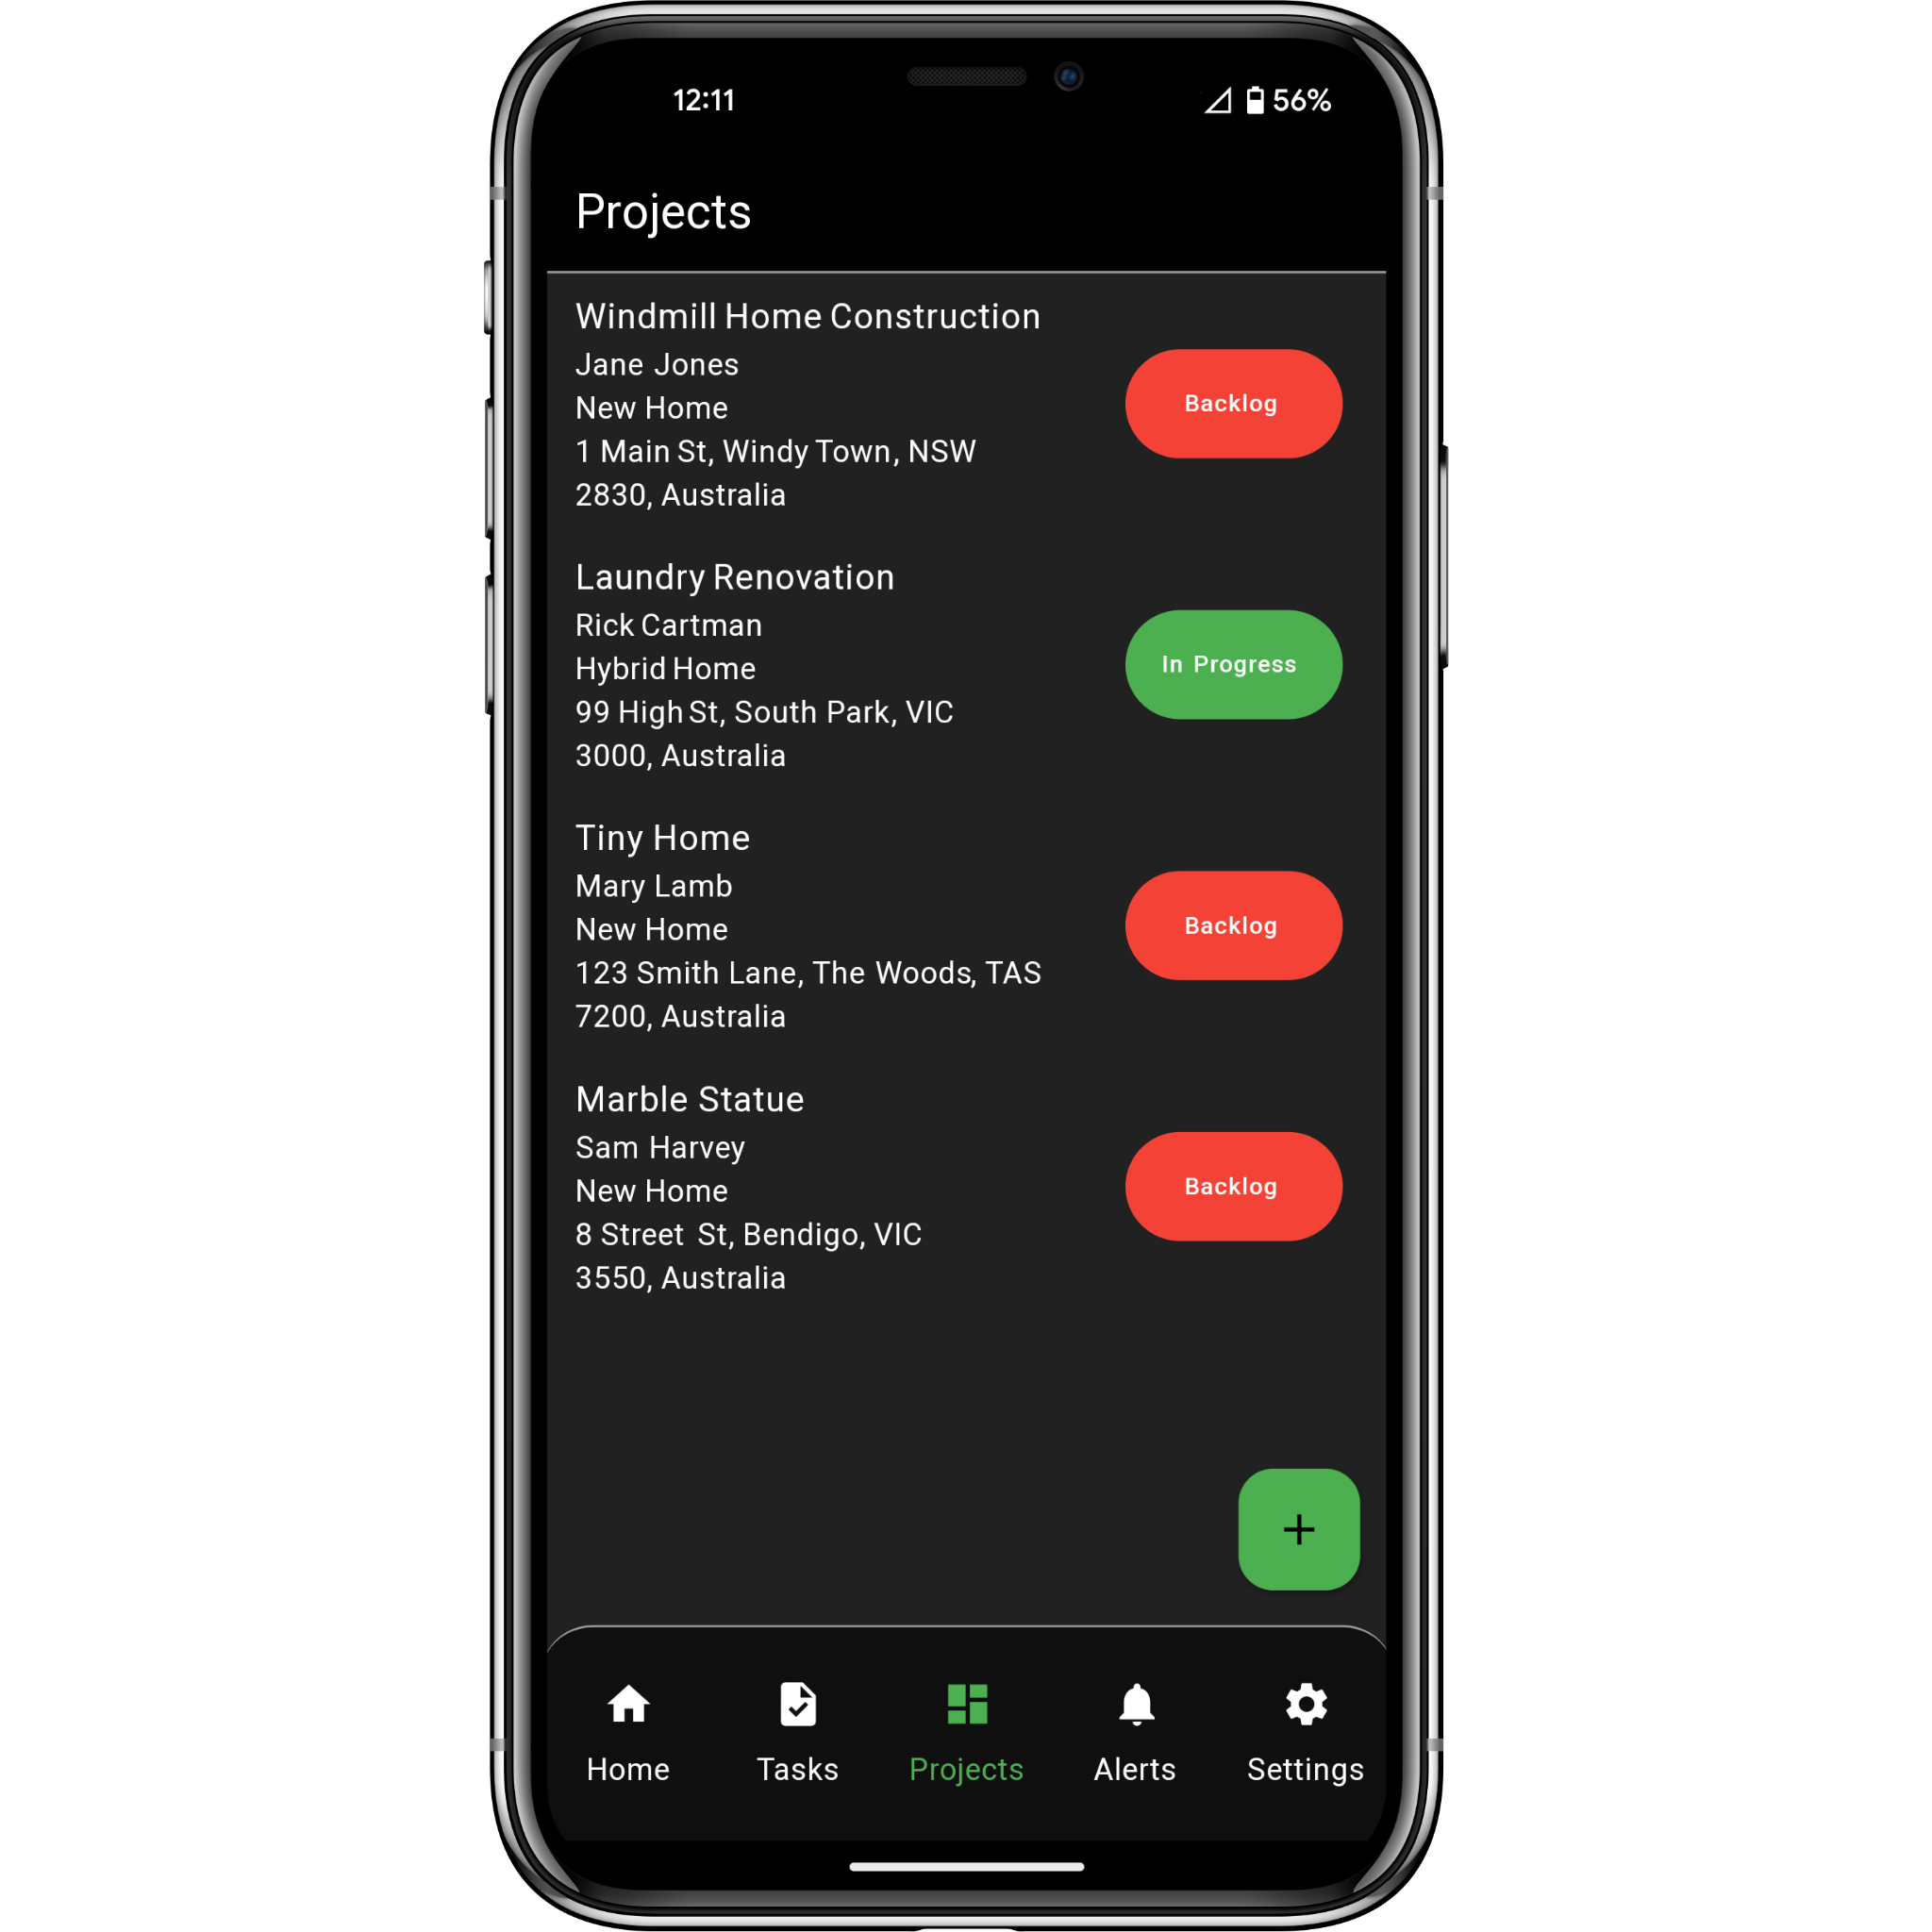 12:11
56%
Projects
Windmill Home Construction
Jane Jones
New Home
1 Main St, Windy Town, NSW
2830, Australia
Backlog
Laundry Renovation
Rick Cartman
Hybrid Home
99 High St, South Park, VIC
3000, Australia
In Progress
Tiny Home
Mary Lamb
New Home
123 Smith Lane, The Woods, TAS
7200, Australia
Backlog
Marble Statue
Sam Harvey
New Home
8 Street St, Bendigo, VIC
3550, Australia
Backlog
+
Home
Tasks
Projects
Alerts
Settings